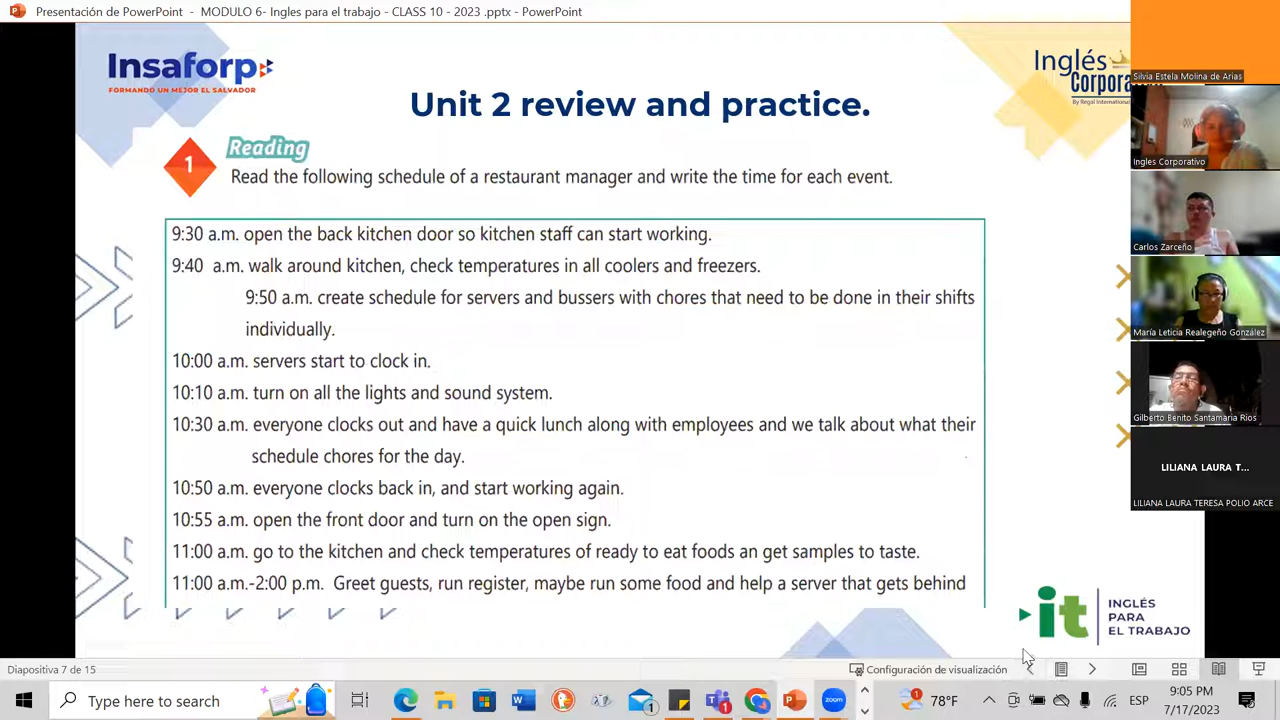 Presentación de PowerPoint - MODULO 6- Ingles para el trabajo - CLASS 10 - 2023 .pptx - PowerPoint
Insaforp
FORMANDO UN MEJOR EL SALVADOR
Inglés
Corpora
By Regal International
Unit 2 review and practice.
1
Reading
Read the following schedule of a restaurant manager and write the time for each event.
9:30 a.m. open the back kitchen door so kitchen staff can start working.
9:40 a.m. walk around kitchen, check temperatures in all coolers and freezers.
9:50 a.m. create schedule for servers and bussers with chores that need to be done in their shifts
individually.
10:00 a.m. servers start to clock in.
10:10 a.m. turn on all the lights and sound system.
10:30 a.m. everyone clocks out and have a quick lunch along with employees and we talk about what their
schedule chores for the day.
10:50 a.m. everyone clocks back in, and start working again.
10:55 a.m. open the front door and turn on the open sign.
11:00 a.m. go to the kitchen and check temperatures of ready to eat foods an get samples to taste.
11:00 a.m.-2:00 p.m. Greet guests, run register, maybe run some food and help a server that gets behind
it
INGLÉS
PARA
EL TRABAJO
Silvia Estela Molina de Arias
Ingles Corporativo
Carlos Zarceño
María Leticia Realegeño González
Gilberto Benito Santamaria Rios
LILIANA LAURA T...
LILIANA LAURA TERESA POLIO ARCE
Diapositiva 7 de 15
Configuración de visualización
Type here to search
1
1
zoom
1
78°F
ESP
9:05 PM
7/17/2023